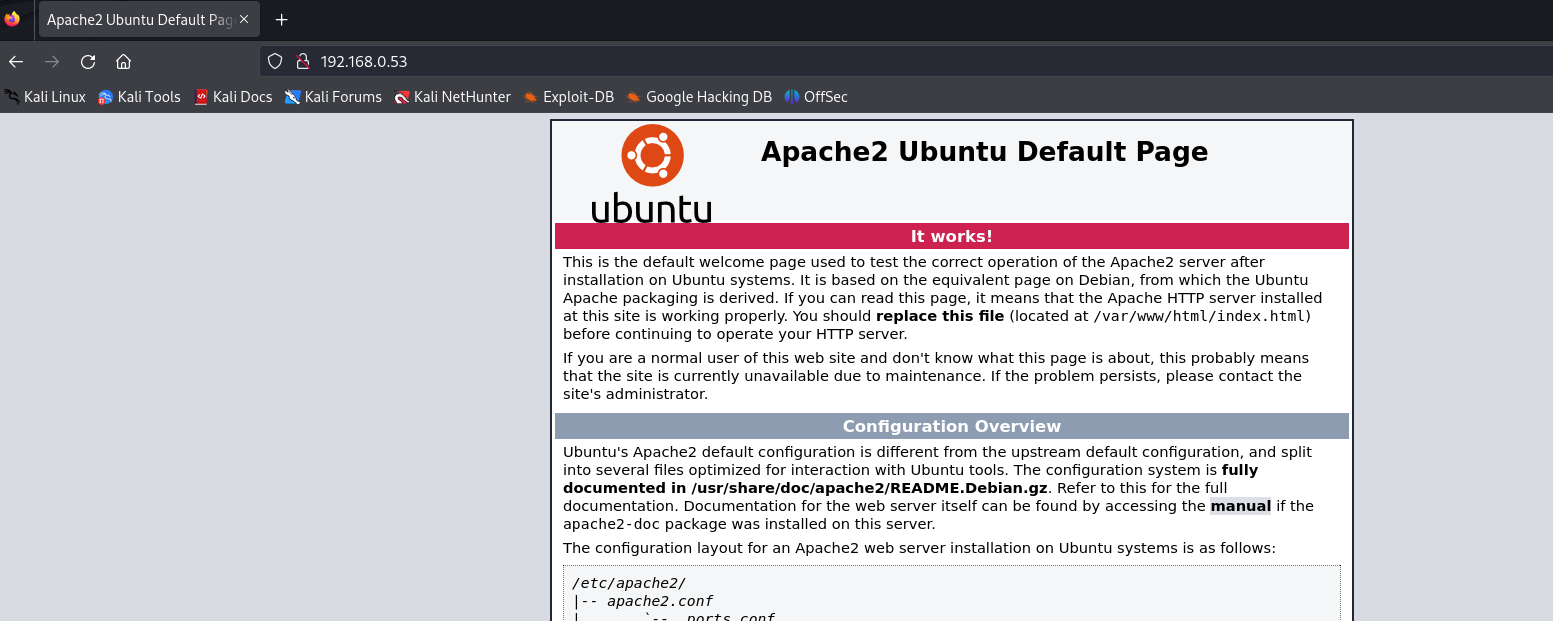 Apache2 Ubuntu Default Pag
192.168.0.53
Kali Linux Kali Tools Kali Docs Kali Forums Kali NetHunter Exploit-DB Google Hacking DB OffSec
ubuntu
Apache2 Ubuntu Default Page
It works!
This is the default welcome page used to test the correct operation of the Apache2 server after
installation on Ubuntu systems. It is based on the equivalent page on Debian, from which the Ubuntu
Apache packaging is derived. If you can read this page, it means that the Apache HTTP server installed
at this site is working properly. You should replace this file (located at /var/www/html/index.html)
before continuing to operate your HTTP server.
If you are a normal user of this web site and don't know what this page is about, this probably means
that the site is currently unavailable due to maintenance. If the problem persists, please contact the
site's administrator.
Configuration Overview
Ubuntu's Apache2 default configuration is different from the upstream default configuration, and split
into several files optimized for interaction with Ubuntu tools. The configuration system is fully
documented in /usr/share/doc/apache2/README.Debian.gz. Refer to this for the full
documentation. Documentation for the web server itself can be found by accessing the manual if the
apache2-doc package was installed on this server.
The configuration layout for an Apache2 web server installation on Ubuntu systems is as follows:
/etc/apache2/
|-- apache2.conf
|       `--  ports.conf